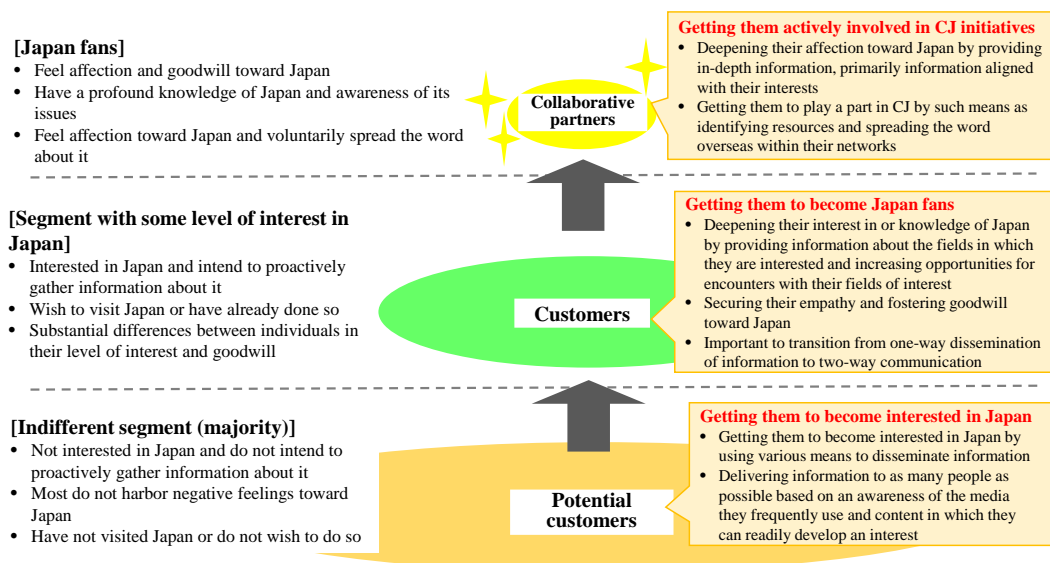 [Japan fans]
• Feel affection and goodwill toward Japan
• Have a profound knowledge of Japan and awareness of its
issues
• Feel affection toward Japan and voluntarily spread the word
about it
Collaborative
partners
Getting them actively involved in CJ initiatives
• Deepening their affection toward Japan by providing
in-depth information, primarily information aligned
with their interests
• Getting them to play a part in CJ by such means as
identifying resources and spreading the word
overseas within their networks
[Segment with some level of interest in
Japan]
• Interested in Japan and intend to proactively
gather information about it
• Wish to visit Japan or have already done so
• Substantial differences between individuals in
their level of interest and goodwill
Customers
Getting them to become Japan fans
• Deepening their interest in or knowledge of Japan
by providing information about the fields in which
they are interested and increasing opportunities for
encounters with their fields of interest
• Securing their empathy and fostering goodwill
toward Japan
• Important to transition from one-way dissemination
of information to two-way communication
[Indifferent segment (majority)]
• Not interested in Japan and do not intend to
proactively gather information about it
• Most do not harbor negative feelings toward
Japan
• Have not visited Japan or do not wish to do so
Potential
customers
Getting them to become interested in Japan
• Getting them to become interested in Japan by
using various means to disseminate information
• Delivering information to as many people as
possible based on an awareness of the media
they frequently use and content in which they
can readily develop an interest